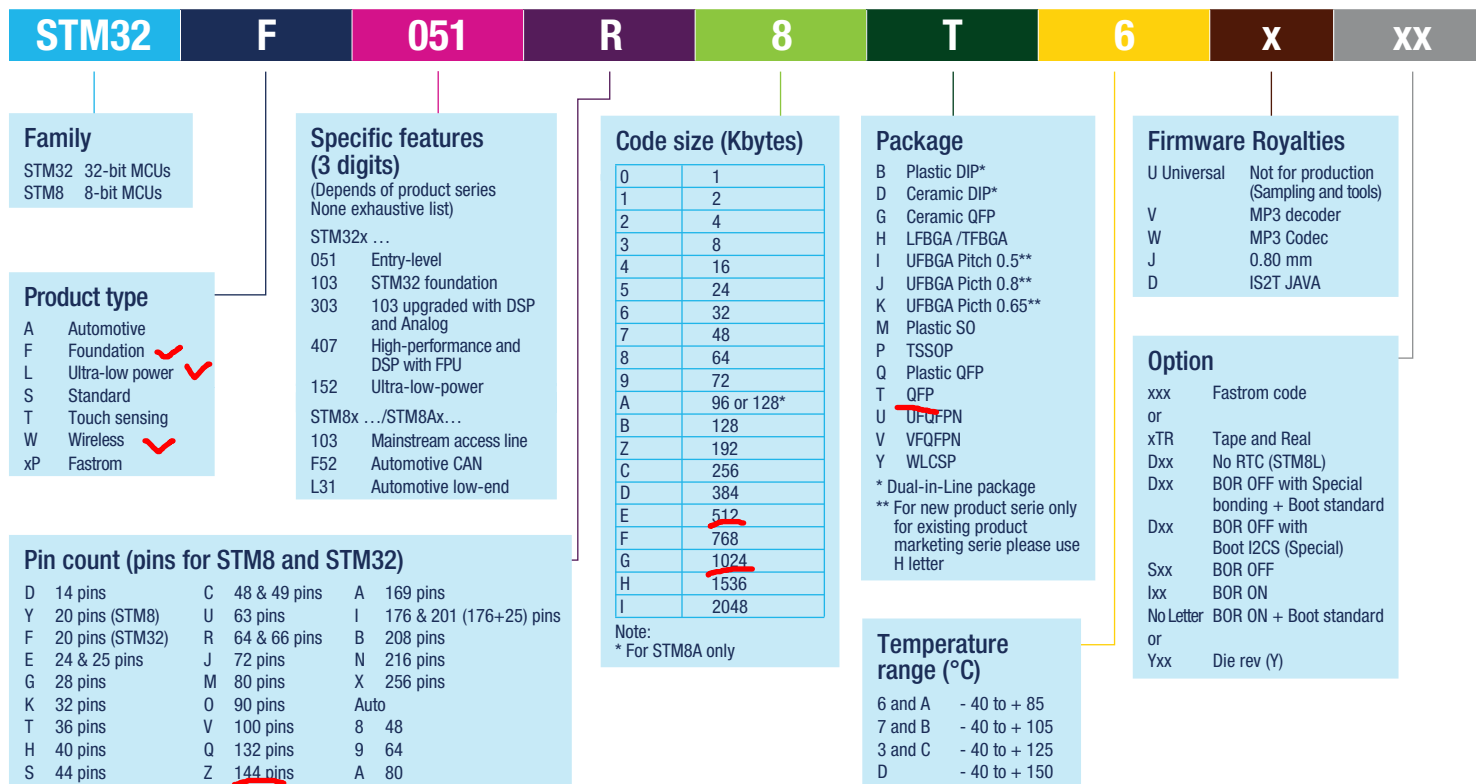 STM32 F 051 R 8 T 6 x xx
Family
STM32 32-bit MCUs
STM8 8-bit MCUs
Product type
A Automotive
F Foundation
L Ultra-low power
S Standard
T Touch sensing
W Wireless
xP Fastrom
Specific features
(3 digits)
(Depends of product series
None exhaustive list)
STM32x …
051 Entry-level
103 STM32 foundation
303 103 upgraded with DSP
and Analog
407 High-performance and
DSP with FPU
152 Ultra-low-power
STM8x …/STM8Ax…
103 Mainstream access line
F52 Automotive CAN
L31 Automotive low-end
Pin count (pins for STM8 and STM32)
D 14 pins C 48 & 49 pins A 169 pins
Y 20 pins (STM8) U 63 pins I 176 & 201 (176+25) pins
F 20 pins (STM32) R 64 & 66 pins B 208 pins
E 24 & 25 pins J 72 pins N 216 pins
G 28 pins M 80 pins X 256 pins
K 32 pins O 90 pins Auto
T 36 pins V 100 pins 8 48
H 40 pins Q 132 pins 9 64
S 44 pins Z 144 pins A 80
Code size (Kbytes)
0 1
1 2
2 4
3 8
4 16
5 24
6 32
7 48
8 64
9 72
A 96 or 128*
B 128
Z 192
C 256
D 384
E 512
F 768
G 1024
H 1536
I 2048
Note:
* For STM8A only
Package
B Plastic DIP*
D Ceramic DIP*
G Ceramic QFP
H LFBGA /TFBGA
I UFBGA Pitch 0.5**
J UFBGA Picth 0.8**
K UFBGA Picth 0.65**
M Plastic SO
P TSSOP
Q Plastic QFP
T QFP
U UFQFPN
V VFQFPN
Y WLCSP
* Dual-in-Line package
** For new product serie only
for existing product
marketing serie please use
H letter
Temperature
range (°C)
6 and A - 40 to + 85
7 and B - 40 to + 105
3 and C - 40 to + 125
D - 40 to + 150
Firmware Royalties
U Universal Not for production
(Sampling and tools)
V MP3 decoder
W MP3 Codec
J 0.80 mm
D IS2T JAVA
Option
xxx Fastrom code
or
xTR Tape and Real
Dxx No RTC (STM8L)
Dxx BOR OFF with Special
bonding + Boot standard
Dxx BOR OFF with
Boot I2CS (Special)
Sxx BOR OFF
Ixx BOR ON
No Letter BOR ON + Boot standard
or
Yxx Die rev (Y)